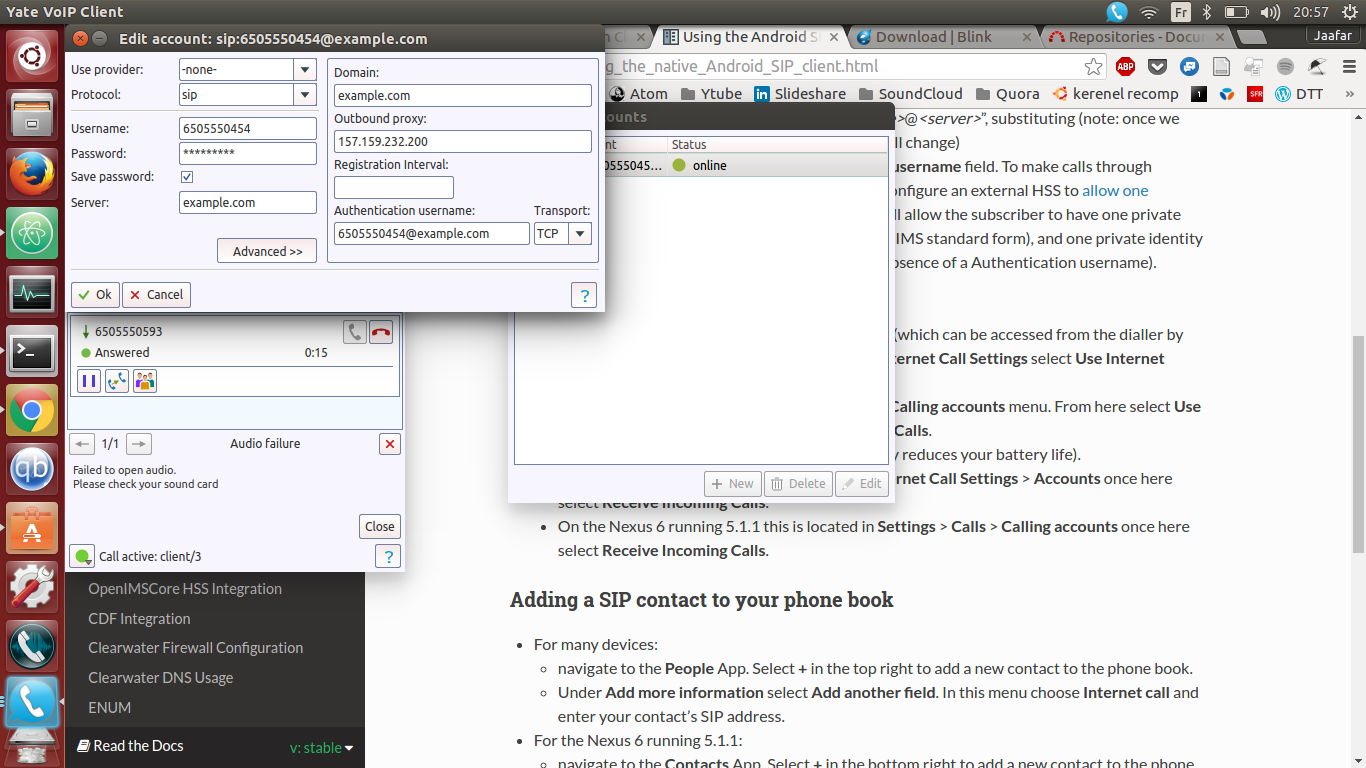 Yate VoIP Client
Fr
20:57
Edit account: sip:6505550454@example.com
Using the Android S
Download | Blink
Repositories - Docu
Jaafar
g_the_native_Android_SIP_client.html
ABP
Atom
Ytube
Slideshare
SoundCloud
Quora
kernel recomp
SFR
DTT
Use provider:
-none-
Protocol:
sip
Username:
6505550454
Password:
*********
Save password:
Server:
example.com
Advanced >>
Ok
Cancel
Domain:
example.com
Outbound proxy:
157.159.232.200
Registration Interval:
Authentication username:
Transport:
6505550454@example.com
TCP
?
ounts
nt
Status
0555045...
online
New
Delete
Edit
>@<server>”, substituting (note: once we
ll change)
username field. To make calls through
nfigure an external HSS to allow one
ll allow the subscriber to have one private
IMS standard form), and one private identity
bsence of a Authentication username).
(which can be accessed from the dialler by
ternet Call Settings select Use Internet
Calling accounts menu. From here select Use
Calls.
y reduces your battery life).
rnet Call Settings > Accounts once here
select Receive Incoming Calls.
• On the Nexus 6 running 5.1.1 this is located in Settings > Calls > Calling accounts once here
select Receive Incoming Calls.
Adding a SIP contact to your phone book
• For many devices:
◦ navigate to the People App. Select + in the top right to add a new contact to the phone book.
◦ Under Add more information select Add another field. In this menu choose Internet call and
enter your contact’s SIP address.
• For the Nexus 6 running 5.1.1:
◦ navigate to the Contacts App. Select + in the bottom right to add a new contact to the phone
6505550593
Answered
0:15
1/1
Audio failure
Failed to open audio.
Please check your sound card
Close
Call active: client/3
?
OpenIMSCore HSS Integration
CDF Integration
Clearwater Firewall Configuration
Clearwater DNS Usage
ENUM
Read the Docs
v: stable
qb